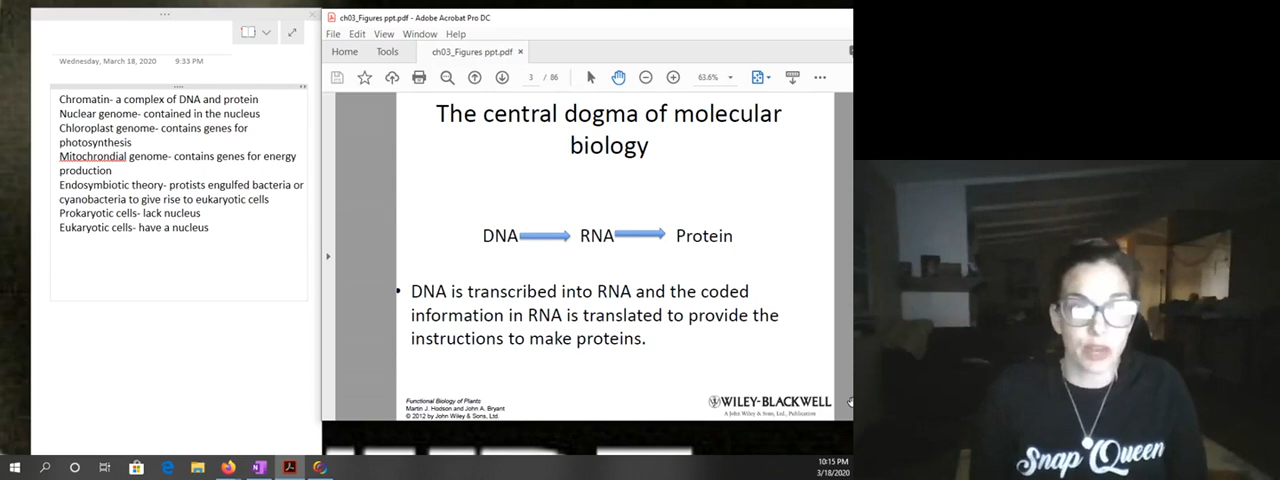 Wednesday, March 18, 2020 9:33 PM
Chromatin- a complex of DNA and protein
Nuclear genome- contained in the nucleus
Chloroplast genome- contains genes for
photosynthesis
Mitochrondial genome- contains genes for energy
production
Endosymbiotic theory- protists engulfed bacteria or
cyanobacteria to give rise to eukaryotic cells
Prokaryotic cells- lack nucleus
Eukaryotic cells- have a nucleus
ch03_Figures ppt.pdf - Adobe Acrobat Pro DC
File Edit View Window Help
Home Tools ch03_Figures ppt.pdf ×
3 / 86 63.6%
The central dogma of molecular
biology
DNA RNA Protein
• DNA is transcribed into RNA and the coded
information in RNA is translated to provide the
instructions to make proteins.
Functional Biology of Plants
Martin J. Hodson and John A. Bryant
© 2012 by John Wiley & Sons, Ltd.
WILEY-BLACKWELL
A John Wiley & Sons, Ltd., Publication
Snap Queen
10:15 PM
3/18/2020